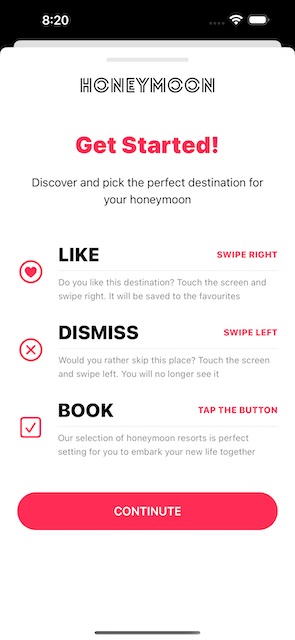 8:20
HONEYMOON
Get Started!
Discover and pick the perfect destination for
your honeymoon
LIKE SWIPE RIGHT
Do you like this destination? Touch the screen and
swipe right. It will be saved to the favourites
DISMISS SWIPE LEFT
Would you rather skip this place? Touch the screen
and swipe left. You will no longer see it
BOOK TAP THE BUTTON
Our selection of honeymoon resorts is perfect
setting for you to embark your new life together
CONTINUTE